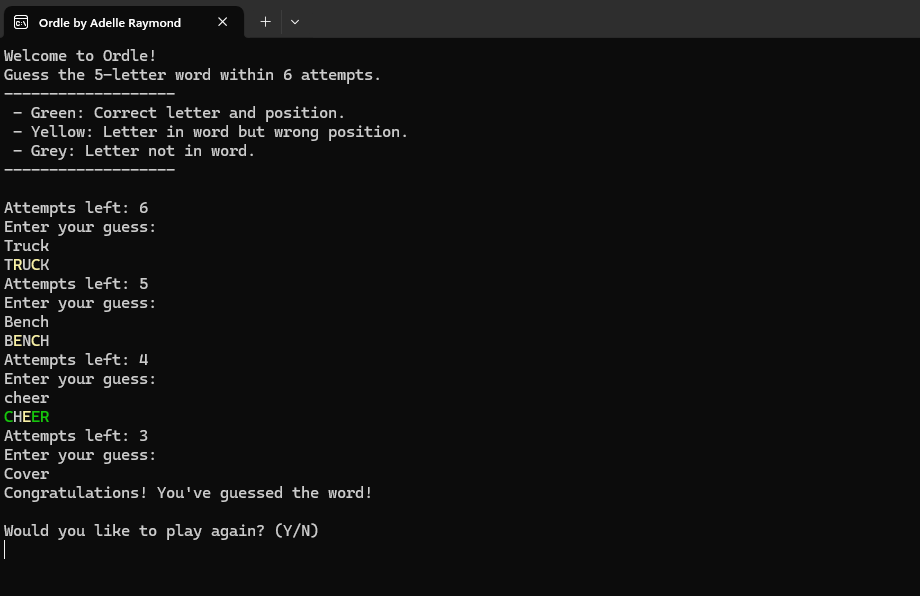 Ordle by Adelle Raymond
Welcome to Ordle!
Guess the 5-letter word within 6 attempts.
-------------------
- Green: Correct letter and position.
- Yellow: Letter in word but wrong position.
- Grey: Letter not in word.
-------------------
Attempts left: 6
Enter your guess:
Truck
TRUCK
Attempts left: 5
Enter your guess:
Bench
BENCH
Attempts left: 4
Enter your guess:
cheer
CHEER
Attempts left: 3
Enter your guess:
Cover
Congratulations! You've guessed the word!
Would you like to play again? (Y/N)